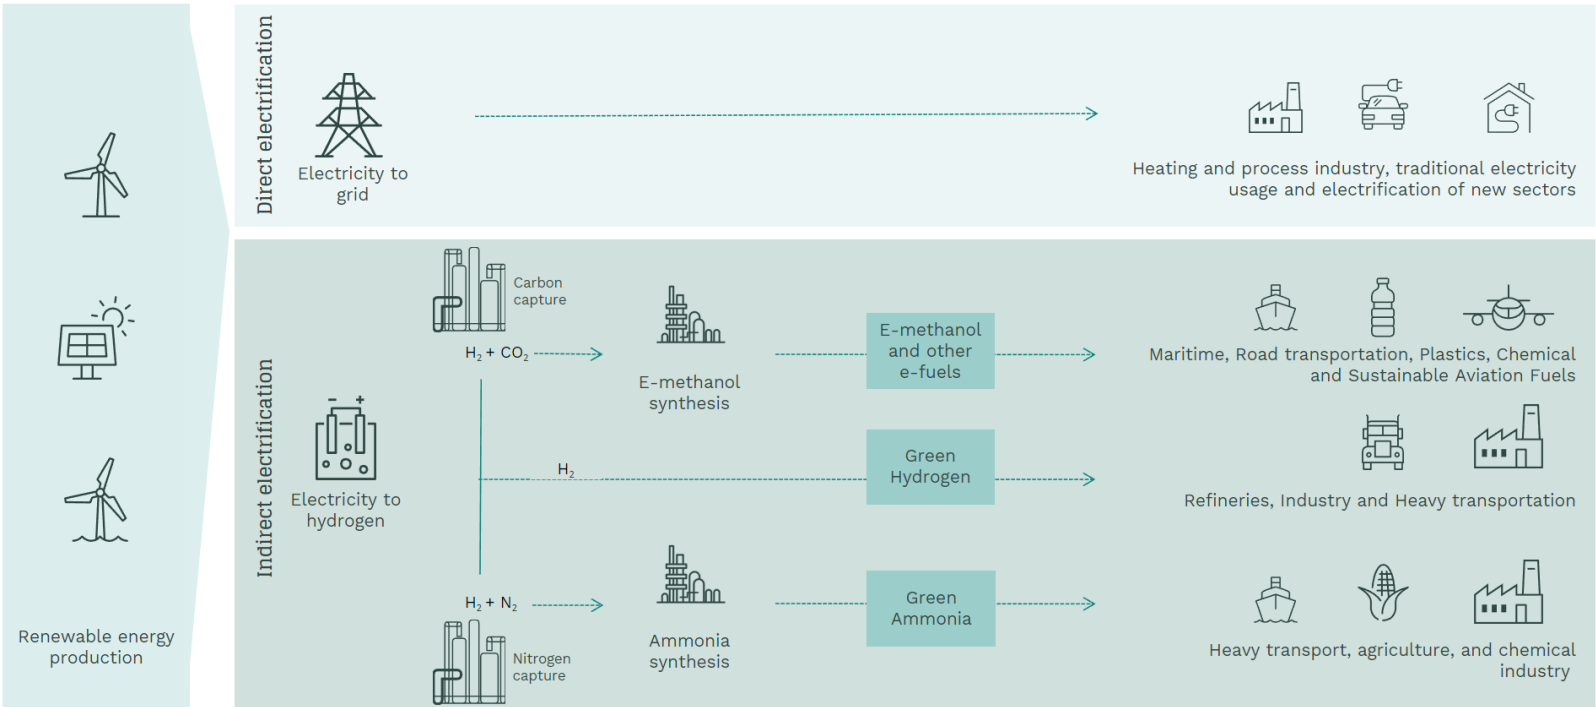 Renewable energy
production
Direct electrification
Electricity to
grid
Heating and process industry, traditional electricity
usage and electrification of new sectors
Indirect electrification
- +
Electricity to
hydrogen
Carbon
capture
H₂ + CO₂
E-methanol
synthesis
E-methanol
and other
e-fuels
Maritime, Road transportation, Plastics, Chemical
and Sustainable Aviation Fuels
H₂
Green
Hydrogen
Refineries, Industry and Heavy transportation
H₂ + N₂
Nitrogen
capture
Ammonia
synthesis
Green
Ammonia
Heavy transport, agriculture, and chemical
industry